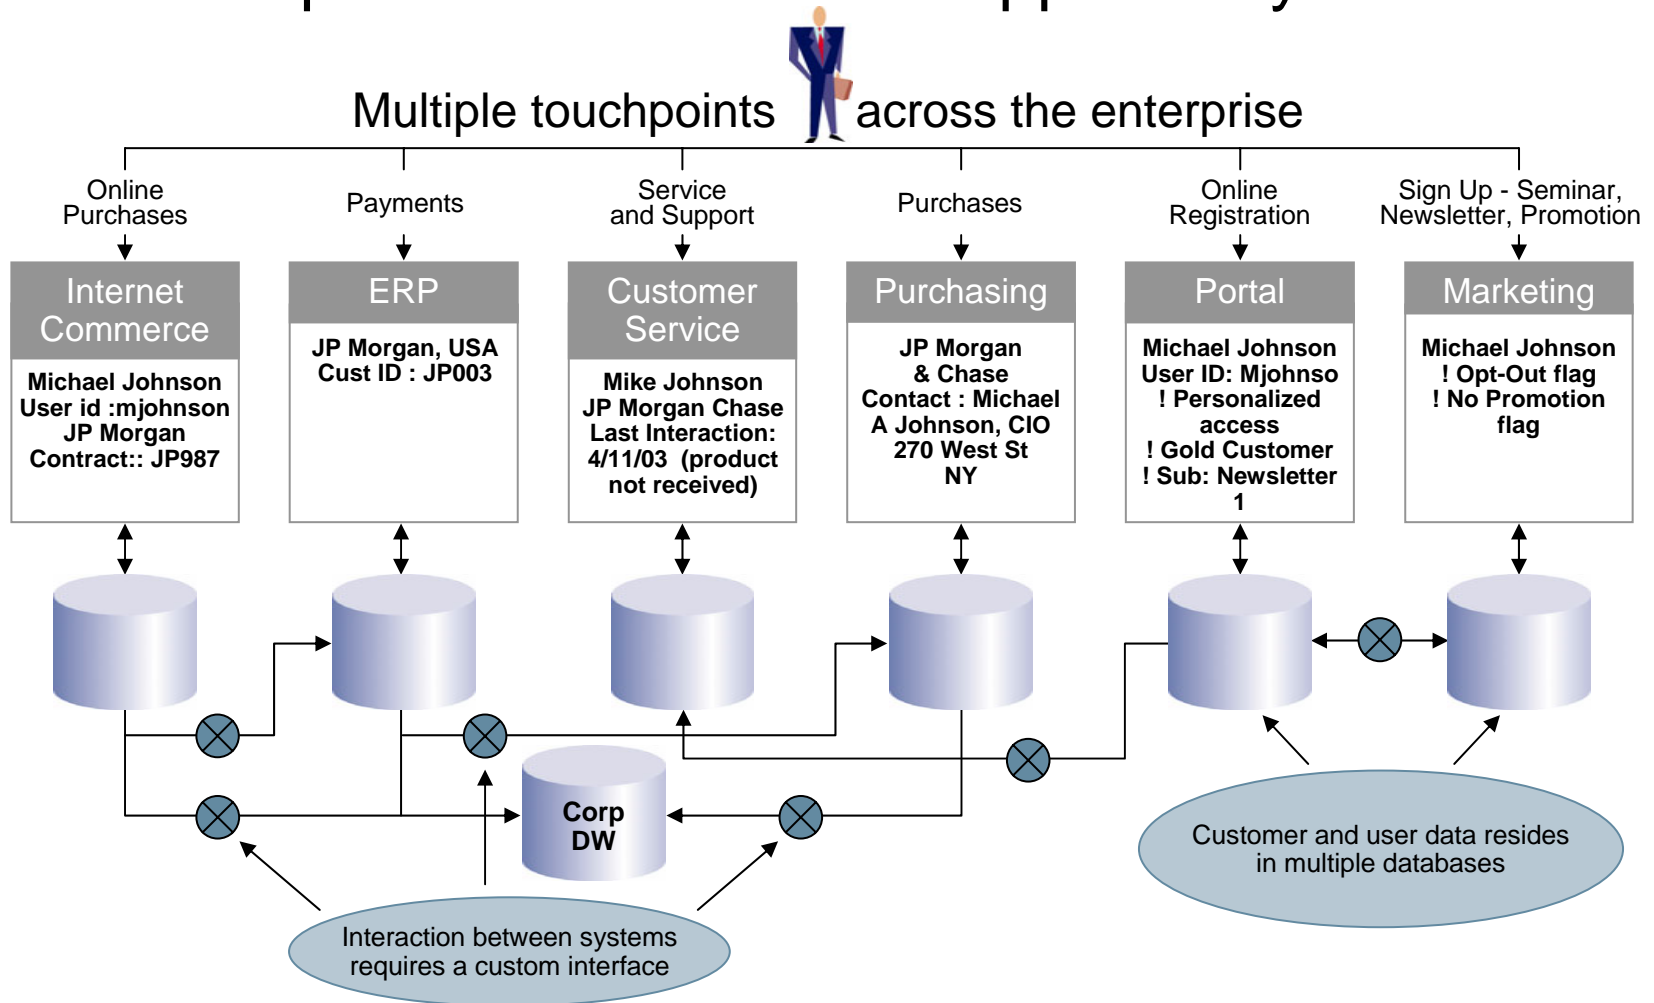 Multiple touchpoints across the enterprise
Online
Purchases
Payments
Service
and Support
Purchases
Online
Registration
Sign Up - Seminar,
Newsletter, Promotion
Internet
Commerce
Michael Johnson
User id :mjohnson
JP Morgan
Contract:: JP987
ERP
JP Morgan, USA
Cust ID : JP003
Customer
Service
Mike Johnson
JP Morgan Chase
Last Interaction:
4/11/03 (product
not received)
Purchasing
JP Morgan
& Chase
Contact : Michael
A Johnson, CIO
270 West St
NY
Portal
Michael Johnson
User ID: Mjohnso
! Personalized
access
! Gold Customer
! Sub: Newsletter
1
Marketing
Michael Johnson
! Opt-Out flag
! No Promotion
flag
Corp
DW
Customer and user data resides
in multiple databases
Interaction between systems
requires a custom interface